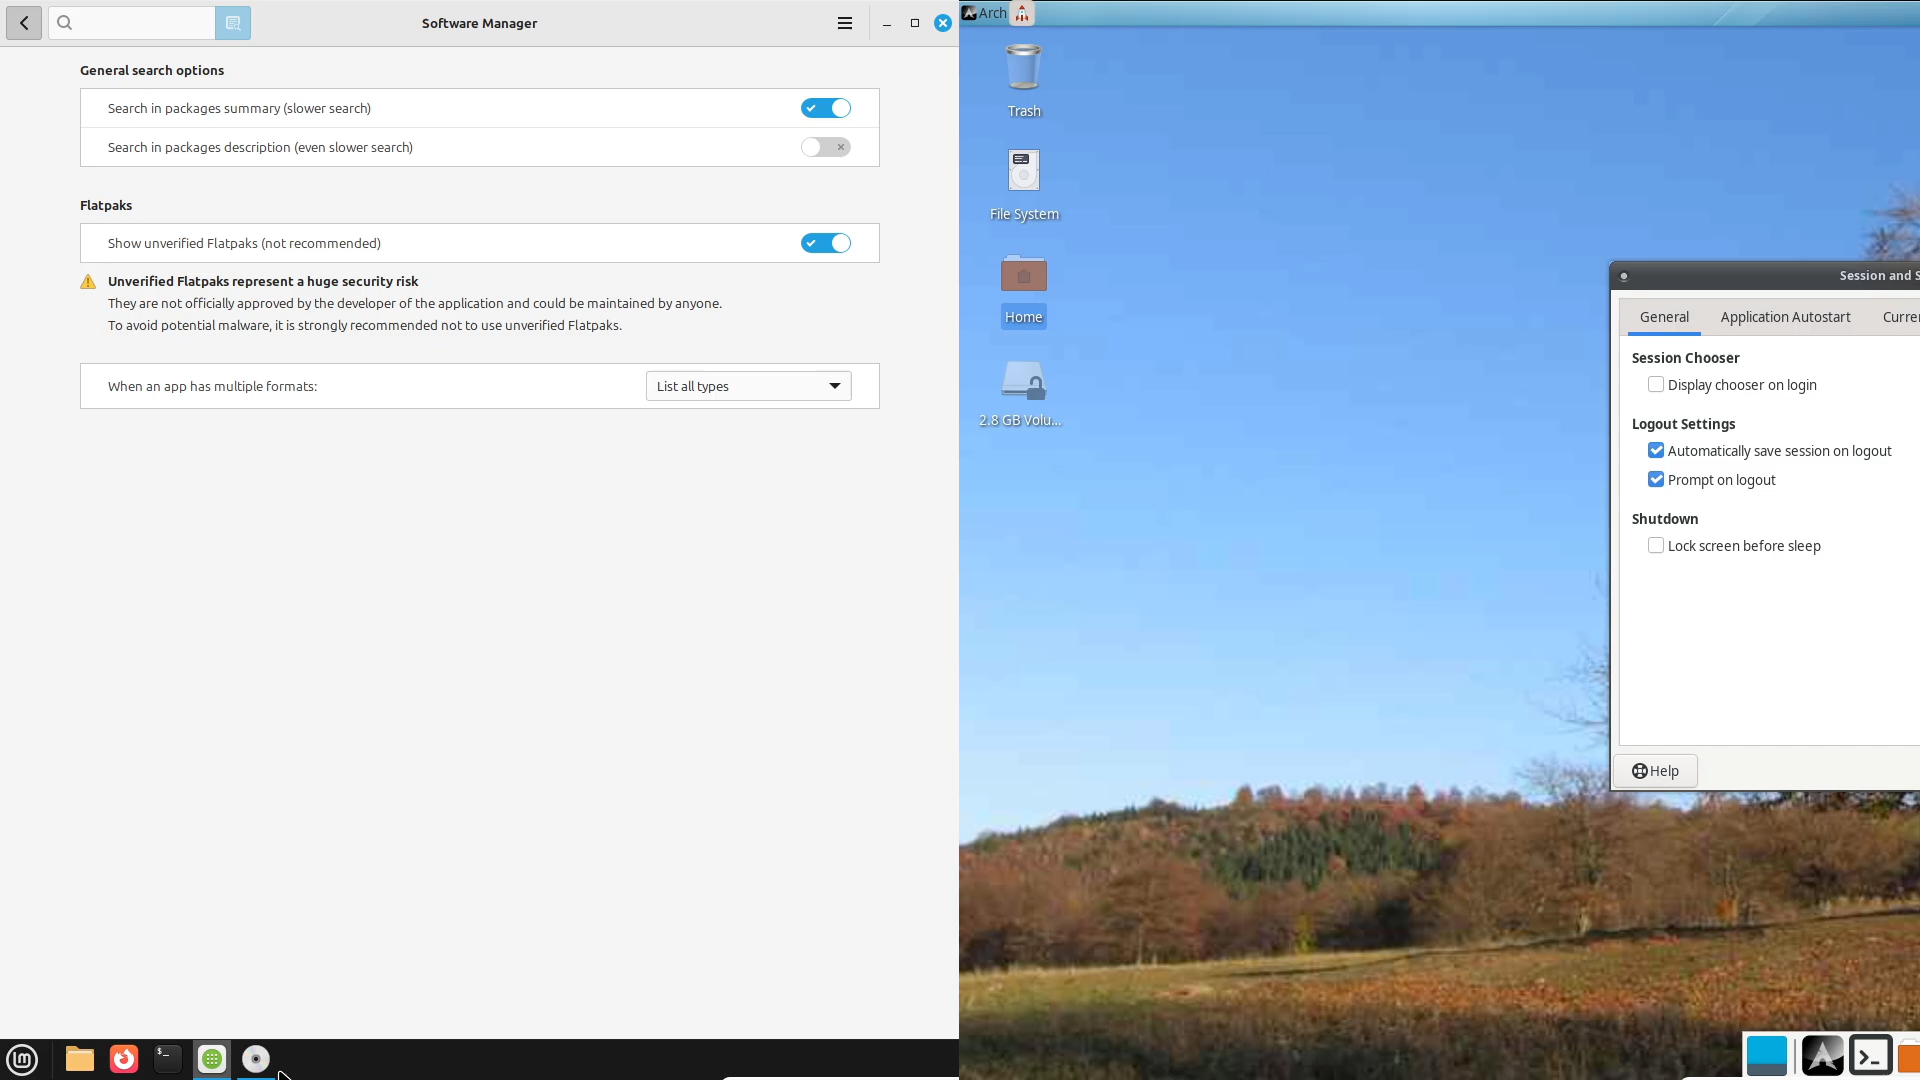 Software Manager
General search options
Search in packages summary (slower search)
Search in packages description (even slower search)
Flatpaks
Show unverified Flatpaks (not recommended)
Unverified Flatpaks represent a huge security risk
They are not officially approved by the developer of the application and could be maintained by anyone.
To avoid potential malware, it is strongly recommended not to use unverified Flatpaks.
When an app has multiple formats:
List all types
Arch
Trash
File System
Home
2.8 GB Volu...
Session and S
General
Application Autostart
Curre
Session Chooser
Display chooser on login
Logout Settings
Automatically save session on logout
Prompt on logout
Shutdown
Lock screen before sleep
Help